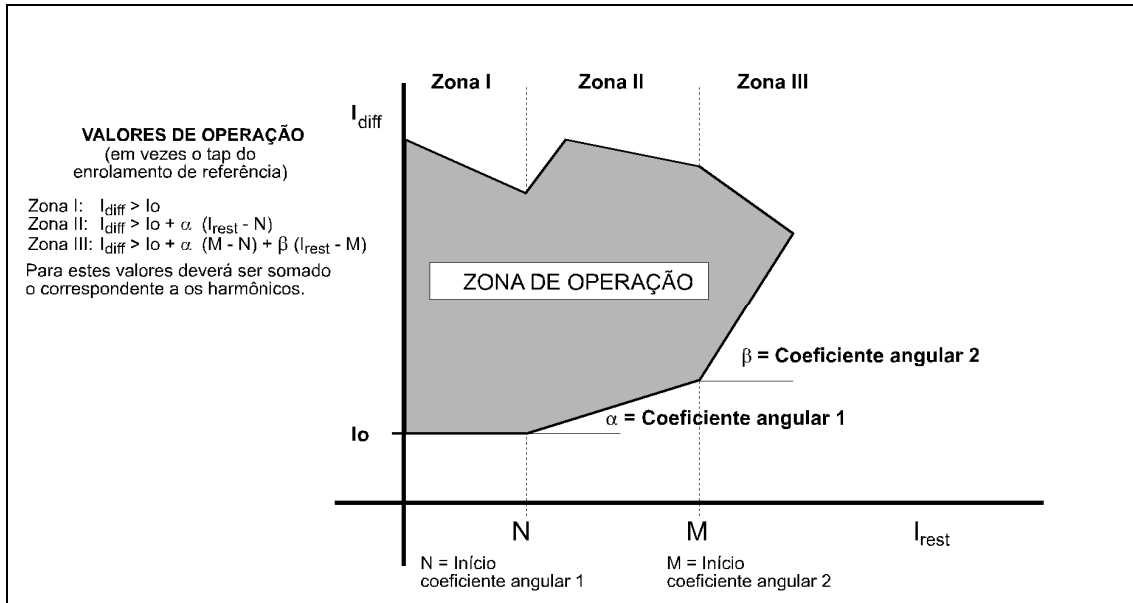 Zona I
Zona II
Zona III
I_diff
VALORES DE OPERAÇÃO
(em vezes o tap do
enrolamento de referência)
Zona I: I_diff > Io
Zona II: I_diff > Io + α (I_rest - N)
Zona III: I_diff > Io + α (M - N) + β (I_rest - M)
Para estes valores deverá ser somado
o correspondente a os harmônicos.
ZONA DE OPERAÇÃO
β = Coeficiente angular 2
α = Coeficiente angular 1
Io
N
M
I_rest
N = Início
coeficiente angular 1
M = Início
coeficiente angular 2